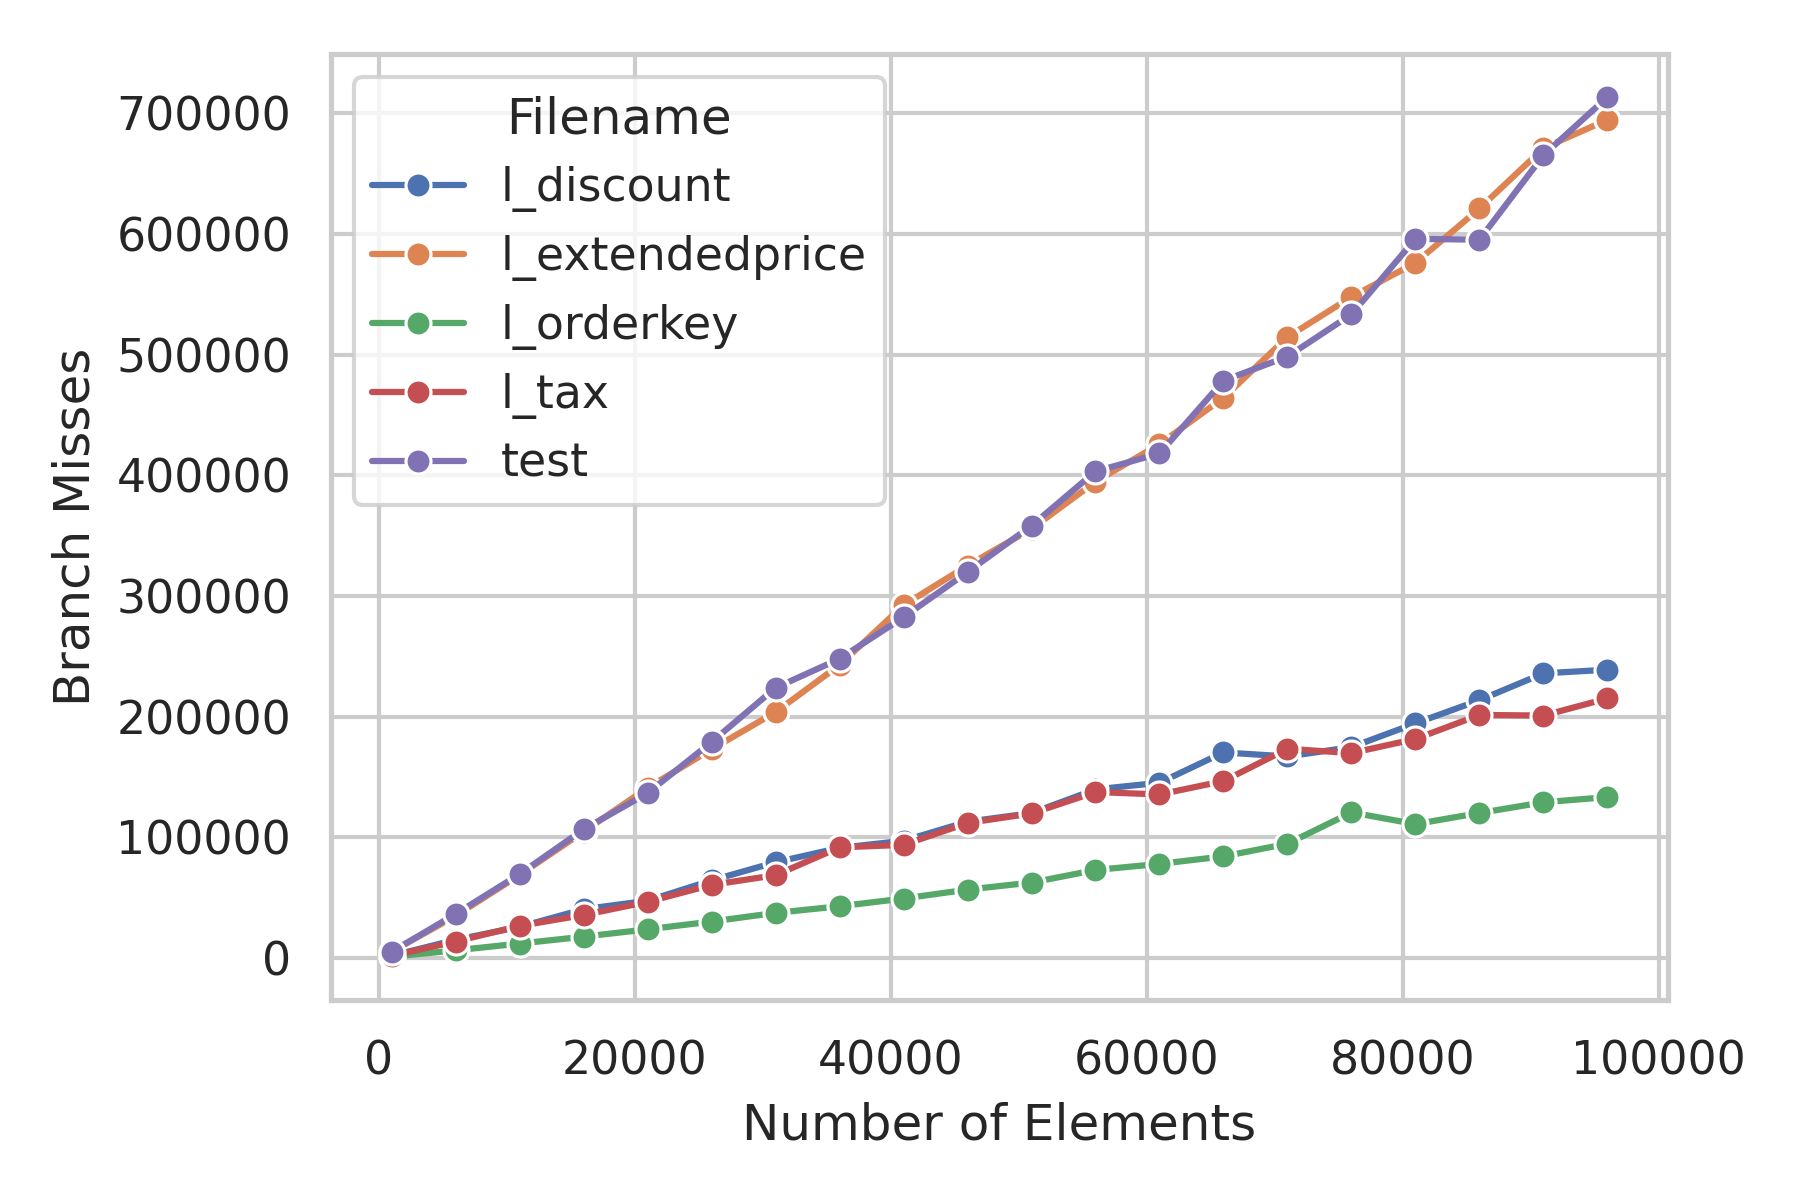 Filename
l_discount
l_extendedprice
l_orderkey
l_tax
test
Branch Misses
700000
600000
500000
400000
300000
200000
100000
0
0 20000 40000 60000 80000 100000
Number of Elements